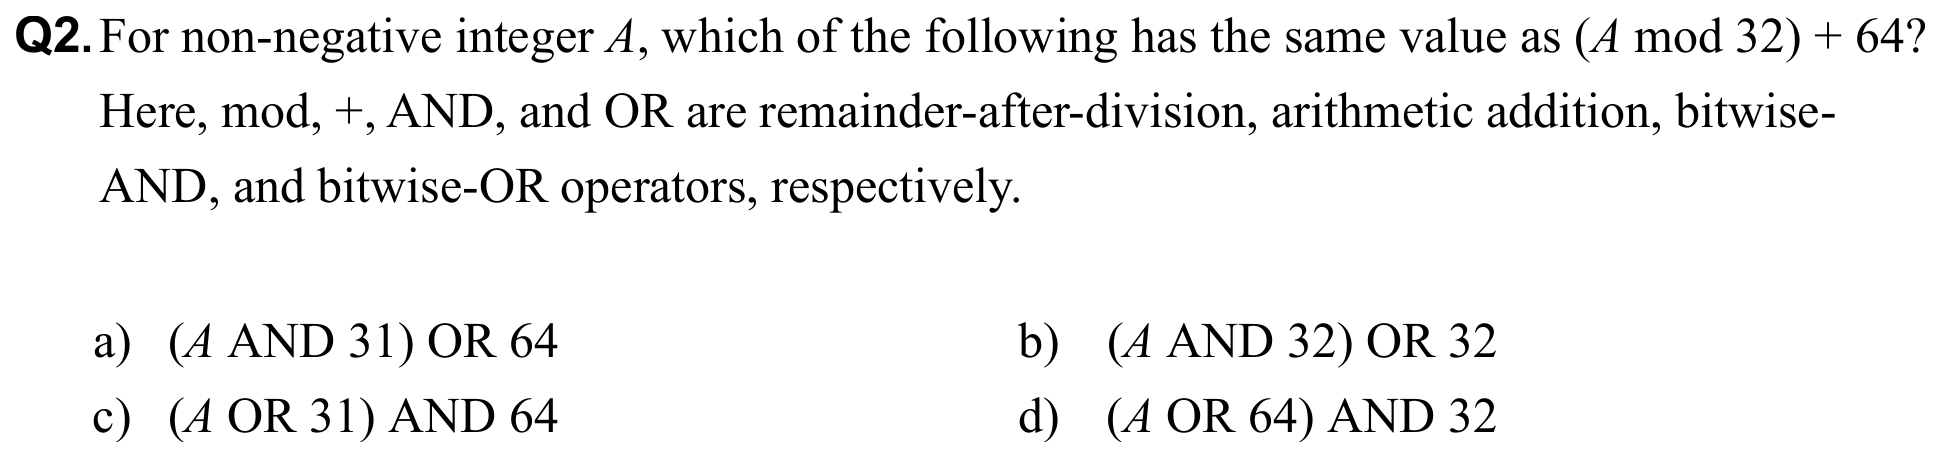 Q2. For non-negative integer A, which of the following has the same value as (A mod 32) + 64?
Here, mod, +, AND, and OR are remainder-after-division, arithmetic addition, bitwise-
AND, and bitwise-OR operators, respectively.
a) (A AND 31) OR 64 b) (A AND 32) OR 32
c) (A OR 31) AND 64 d) (A OR 64) AND 32